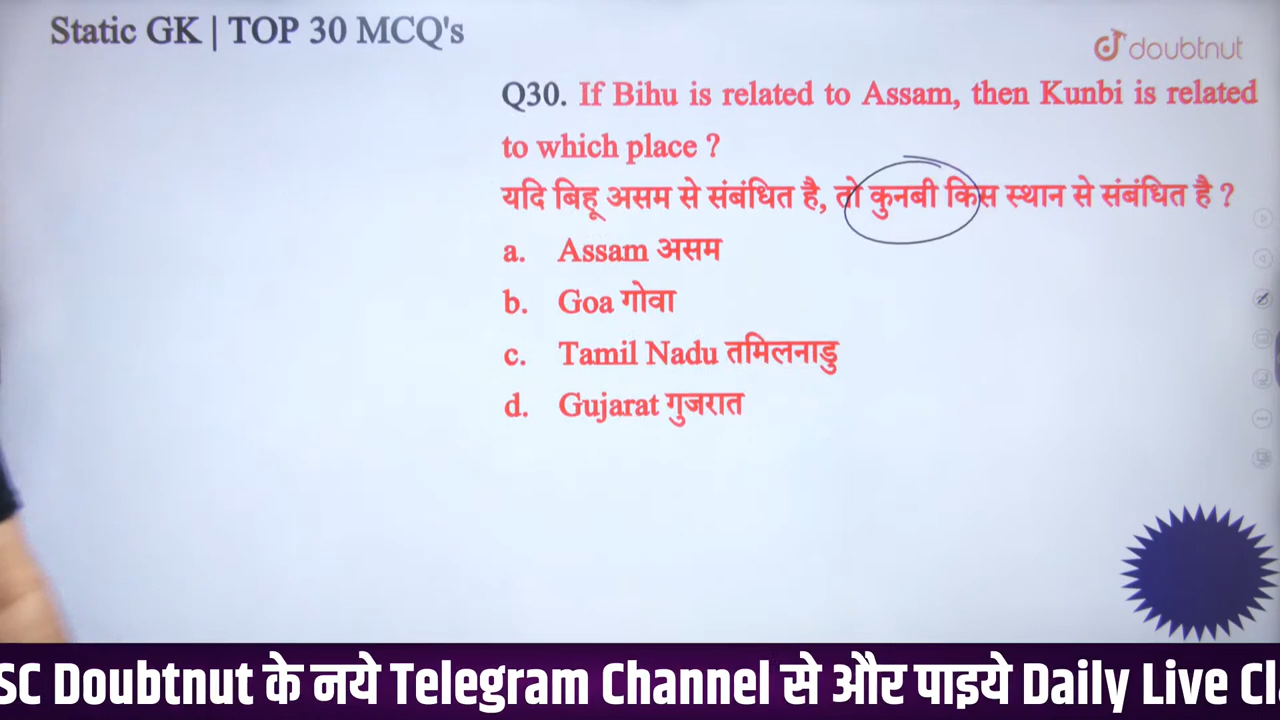 Static GK | TOP 30 MCQ's
doubtnut
Q30. If Bihu is related to Assam, then Kunbi is related
to which place ?
यदि बिहू असम से संबंधित है, तो कुनबी किस स्थान से संबंधित है ?
a. Assam असम
b. Goa गोवा
c. Tamil Nadu तमिलनाडु
d. Gujarat गुजरात
SC Doubtnut के नये Telegram Channel से और पाइये Daily Live Cl